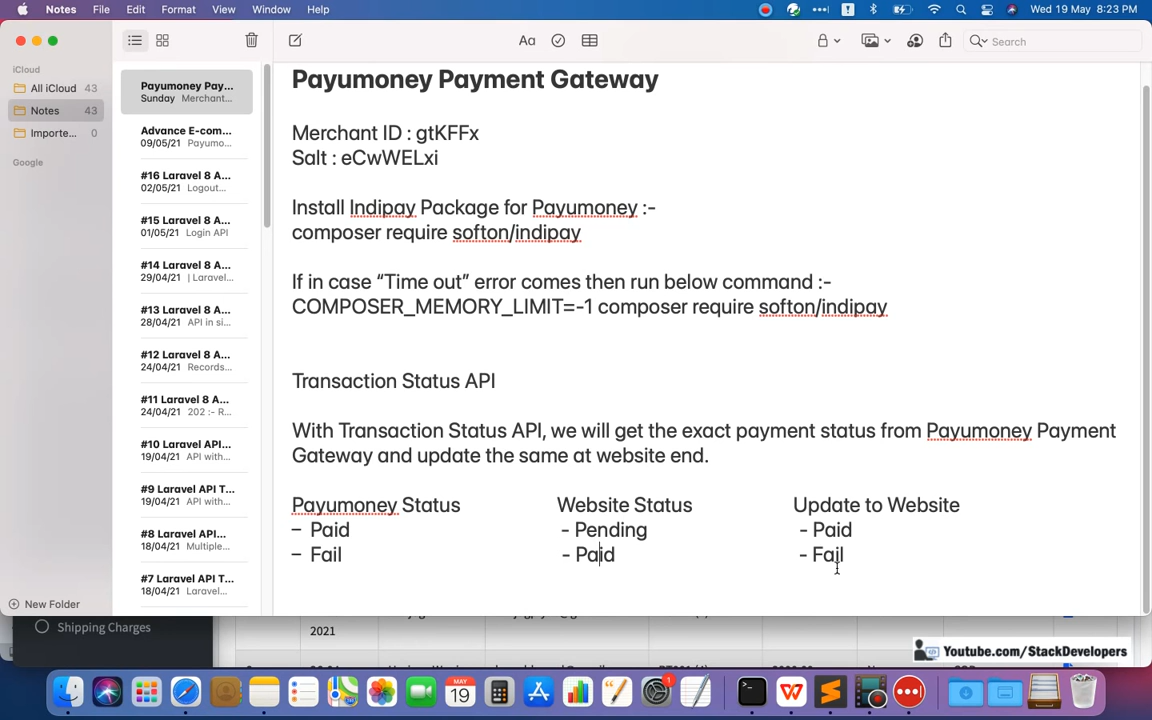 Notes File Edit Format View Window Help Wed 19 May 8:23 PM
Aa Search
iCloud
All iCloud 43
Notes 43
Importe... 0
Google
New Folder
Payumoney Pay...
Sunday Merchant...
Advance E-com...
09/05/21 Payumo...
#16 Laravel 8 A...
02/05/21 Logout...
#15 Laravel 8 A...
01/05/21 Login API
#14 Laravel 8 A...
29/04/21 | Laravel...
#13 Laravel 8 A...
28/04/21 API in si...
#12 Laravel 8 A...
24/04/21 Records...
#11 Laravel 8 A...
24/04/21 202 :- R...
#10 Laravel API...
19/04/21 API with...
#9 Laravel API T...
19/04/21 API with...
#8 Laravel API...
18/04/21 Multiple...
#7 Laravel API T...
18/04/21 Laravel...
Payumoney Payment Gateway
Merchant ID : gtKFFx
Salt : eCwWELxi
Install Indipay Package for Payumoney :-
composer require softon/indipay
If in case “Time out” error comes then run below command :-
COMPOSER_MEMORY_LIMIT=-1 composer require softon/indipay
Transaction Status API
With Transaction Status API, we will get the exact payment status from Payumoney Payment
Gateway and update the same at website end.
Payumoney Status Website Status Update to Website
– Paid - Pending - Paid
– Fail - Paid - Fail
Shipping Charges
2021
Youtube.com/StackDevelopers
MAY
19
1